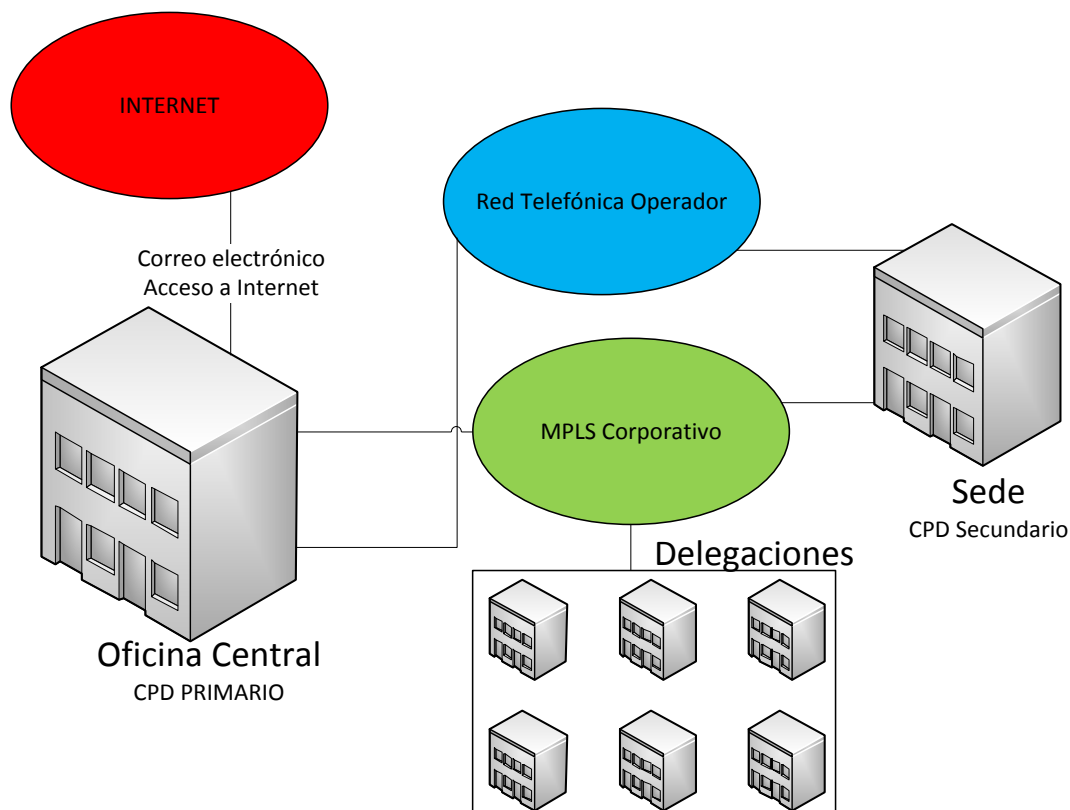 INTERNET
Red Telefónica Operador
Correo electrónico
Acceso a Internet
MPLS Corporativo
Sede
CPD Secundario
Delegaciones
Oficina Central
CPD PRIMARIO